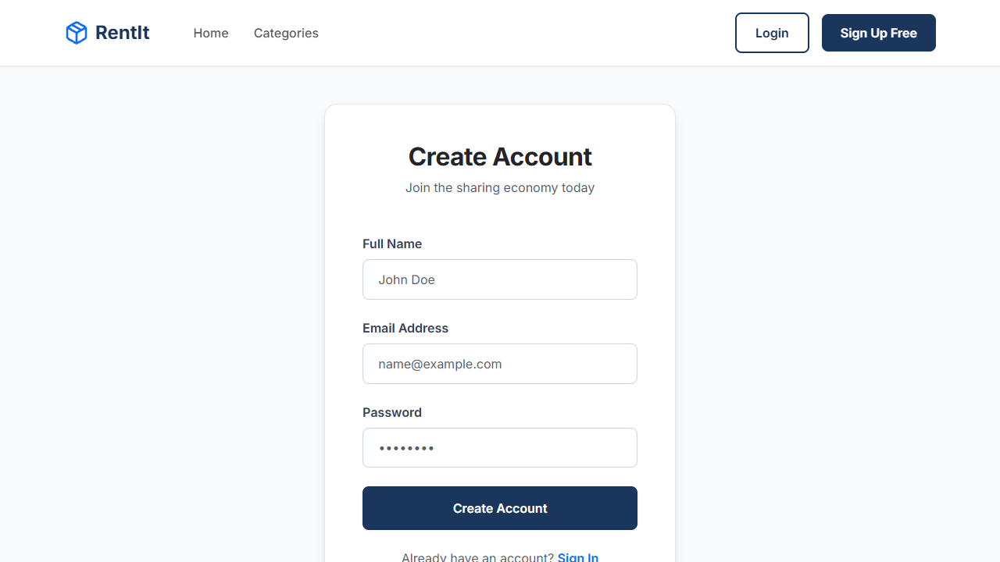 RentIt
Home
Categories
Login
Sign Up Free
Create Account
Join the sharing economy today
Full Name
John Doe
Email Address
name@example.com
Password
••••••••
Create Account
Already have an account? Sign In